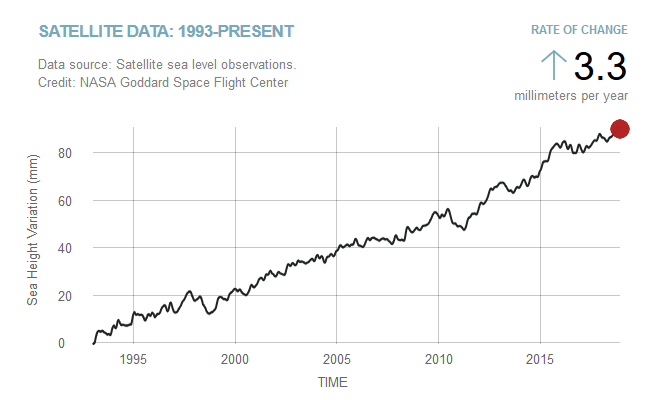 SATELLITE DATA: 1993-PRESENT
Data source: Satellite sea level observations.
Credit: NASA Goddard Space Flight Center
RATE OF CHANGE
↑ 3.3
millimeters per year
Sea Height Variation (mm)
80
60
40
20
0
1995 2000 2005 2010 2015
TIME